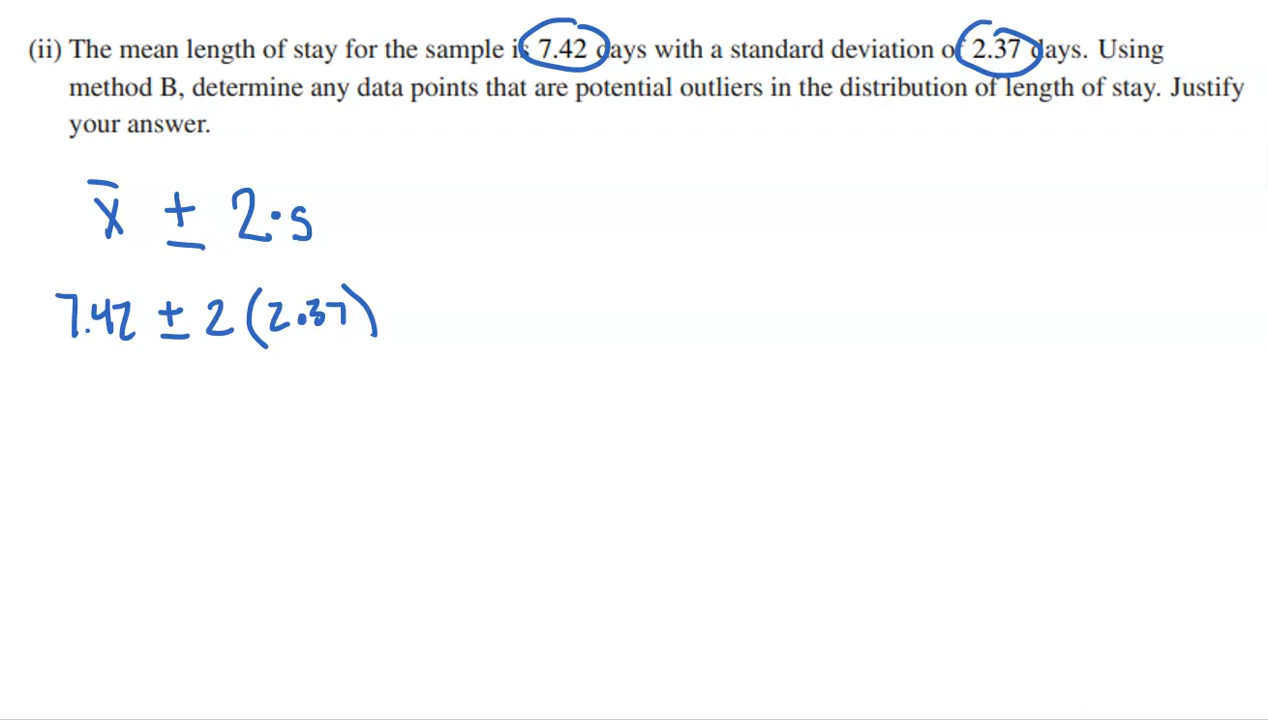 (ii) The mean length of stay for the sample is 7.42 days with a standard deviation of 2.37 days. Using
method B, determine any data points that are potential outliers in the distribution of length of stay. Justify
your answer.
x̅ ± 2·s
7.42 ± 2 (2.37)